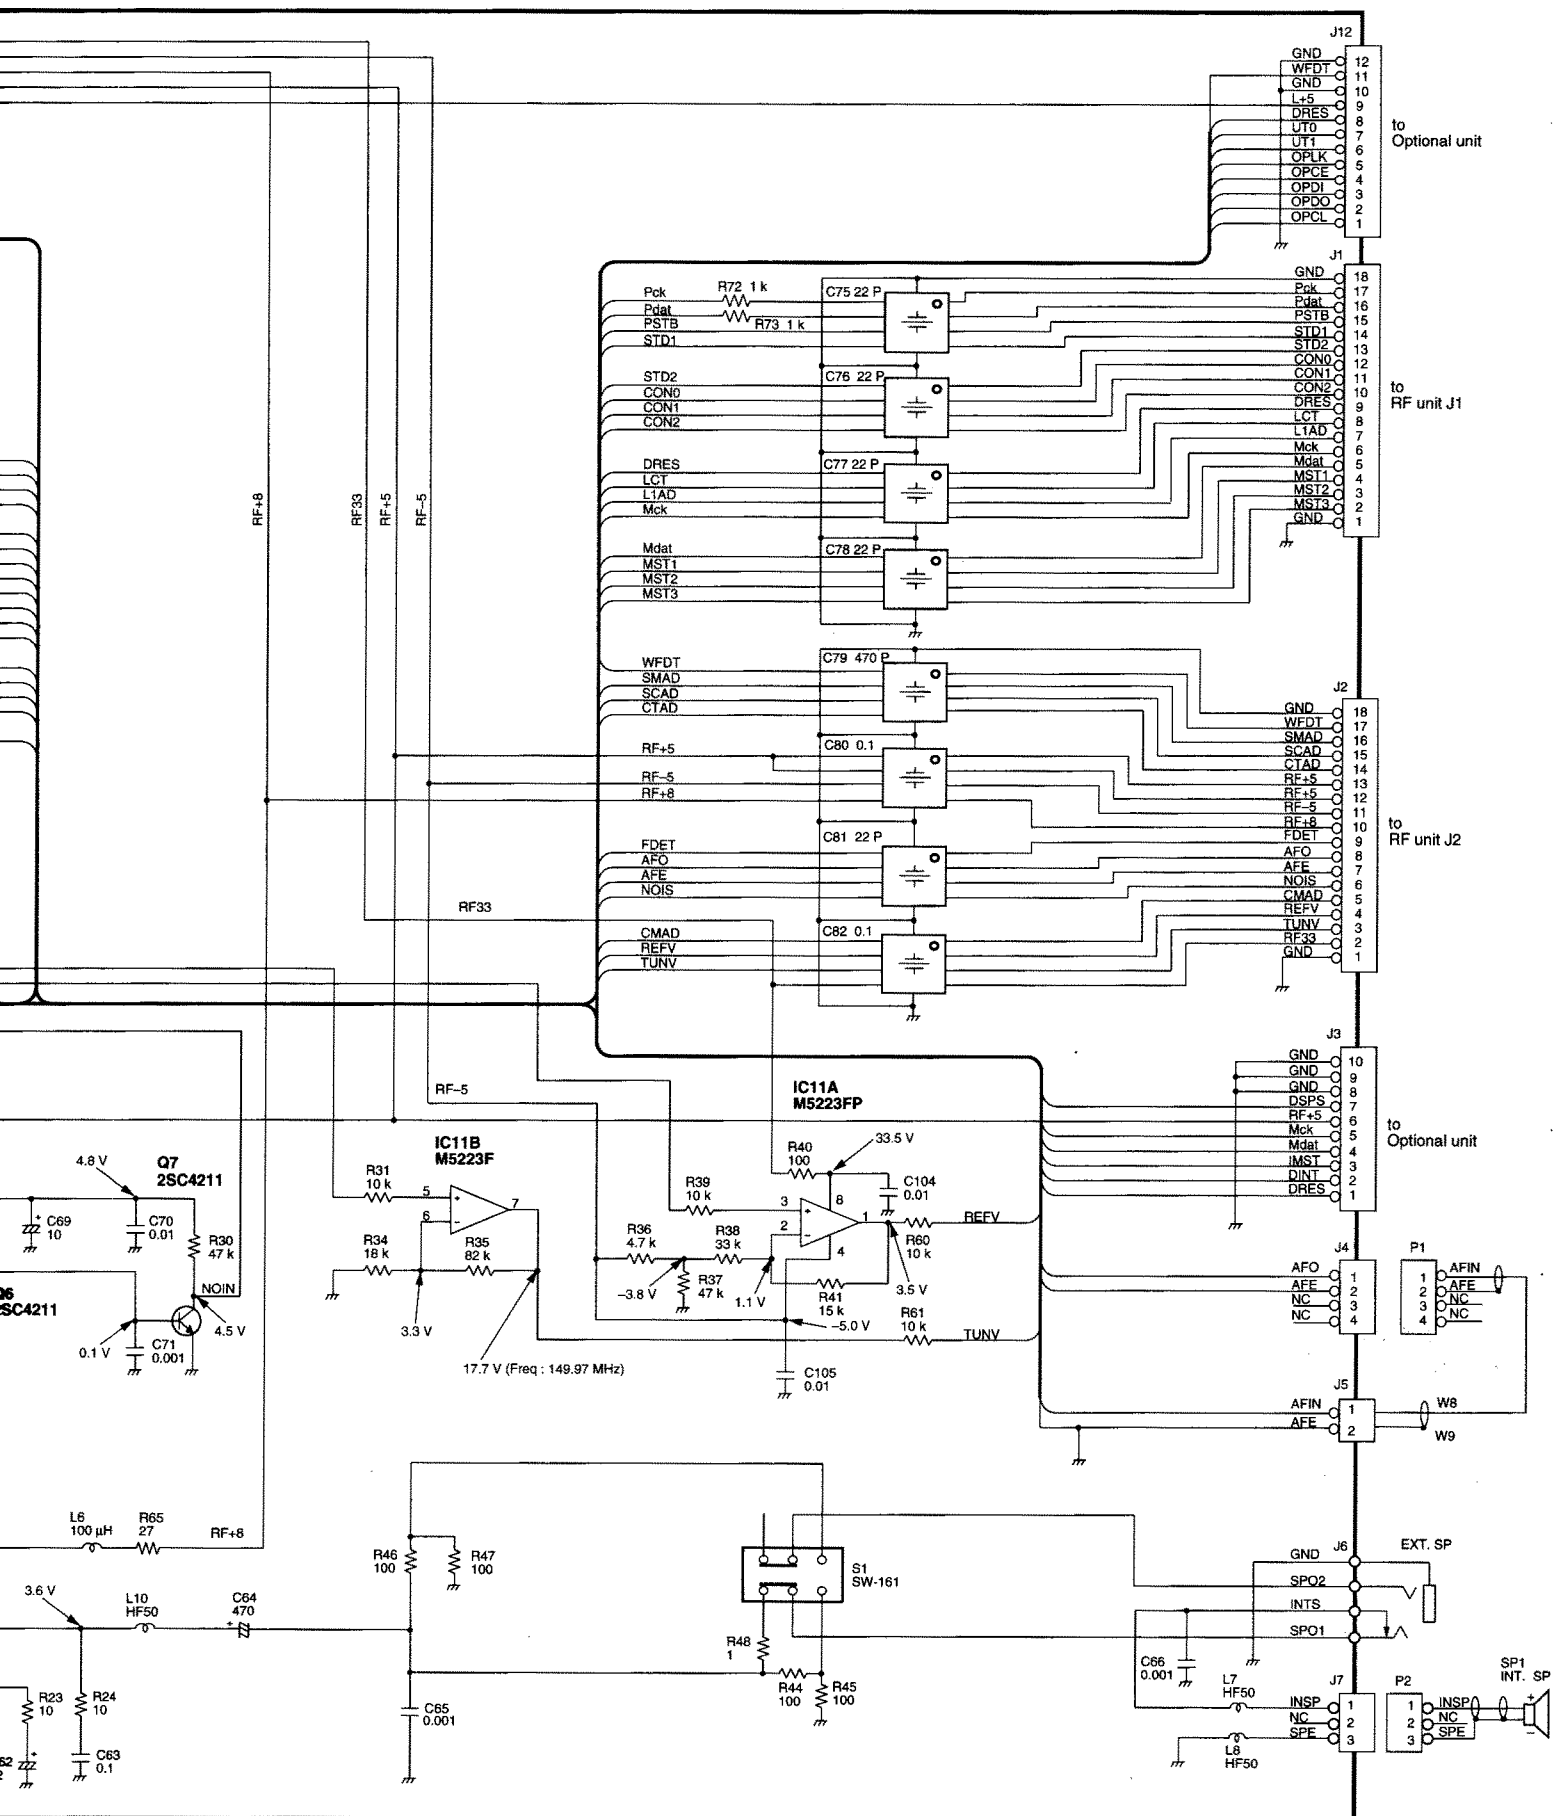 J12
GND 12
WFDT 11
GND 10
L+5 9
DRES 8
UT0 7
UT1 6
OPLK 5
OPCE 4
OPDI 3
OPDO 2
OPCL 1
to
Optional unit
J1
GND 18
Pck 17
Pdat 16
PSTB 15
STD1 14
STD2 13
CON0 12
CON1 11
CON2 10
DRES 9
LCT 8
L1AD 7
Mck 6
Mdat 5
MST1 4
MST2 3
MST3 2
GND 1
to
RF unit J1
Pck
R72 1 k
C75 22 P
Pdat
PSTB
R73 1 k
STD1
STD2
C76 22 P
CON0
CON1
CON2
DRES
C77 22 P
LCT
L1AD
Mck
Mdat
C78 22 P
MST1
MST2
MST3
RF+8
RF33
RF+5
RF–5
WFDT
C79 470 P
SMAD
SCAD
CTAD
RF+5
C80 0.1
RF–5
RF+8
FDET
C81 22 P
AFO
AFE
NOIS
RF33
CMAD
C82 0.1
REFV
TUNV
J2
GND 18
WFDT 17
SMAD 16
SCAD 15
CTAD 14
RF+5 13
RF+5 12
RF–5 11
RF+8 10
FDET 9
AFO 8
AFE 7
NOIS 6
CMAD 5
REFV 4
TUNV 3
RF33 2
GND 1
to
RF unit J2
J3
GND 10
GND 9
GND 8
DSPS 7
RF+5 6
Mck 5
Mdat 4
IMST 3
DINT 2
DRES 1
to
Optional unit
RF–5
IC11A
M5223FP
IC11B
M5223F
4.8 V
Q7
2SC4211
C69
10
C70
0.01
R30
47 k
NOIN
Q6
2SC4211
4.5 V
0.1 V
C71
0.001
R31
10 k
5
+
6
–
7
R34
18 k
R35
82 k
3.3 V
17.7 V (Freq : 149.97 MHz)
R40
100
33.5 V
C104
0.01
R39
10 k
3
+
8
2
–
1
4
R36
4.7 k
R38
33 k
R37
47 k
–3.8 V
1.1 V
R41
15 k
–5.0 V
R60
10 k
REFV
3.5 V
R61
10 k
TUNV
C105
0.01
J4
AFO 1
AFE 2
NC 3
NC 4
P1
1 AFIN
2 AFE
3 NC
4 NC
J5
AFIN 1
AFE 2
W8
W9
L6
100 μH
R65
27
RF+8
R46
100
R47
100
S1
SW-161
3.6 V
L10
HF50
C64
470
+
R48
1
R44
100
R45
100
C65
0.001
R23
10
R24
10
C63
0.1
J6
EXT. SP
GND
SPO2
INTS
SPO1
C66
0.001
L7
HF50
L8
HF50
J7
INSP 1
NC 2
SPE 3
P2
1 INSP
2 NC
3 SPE
SP1
INT. SP
+
–